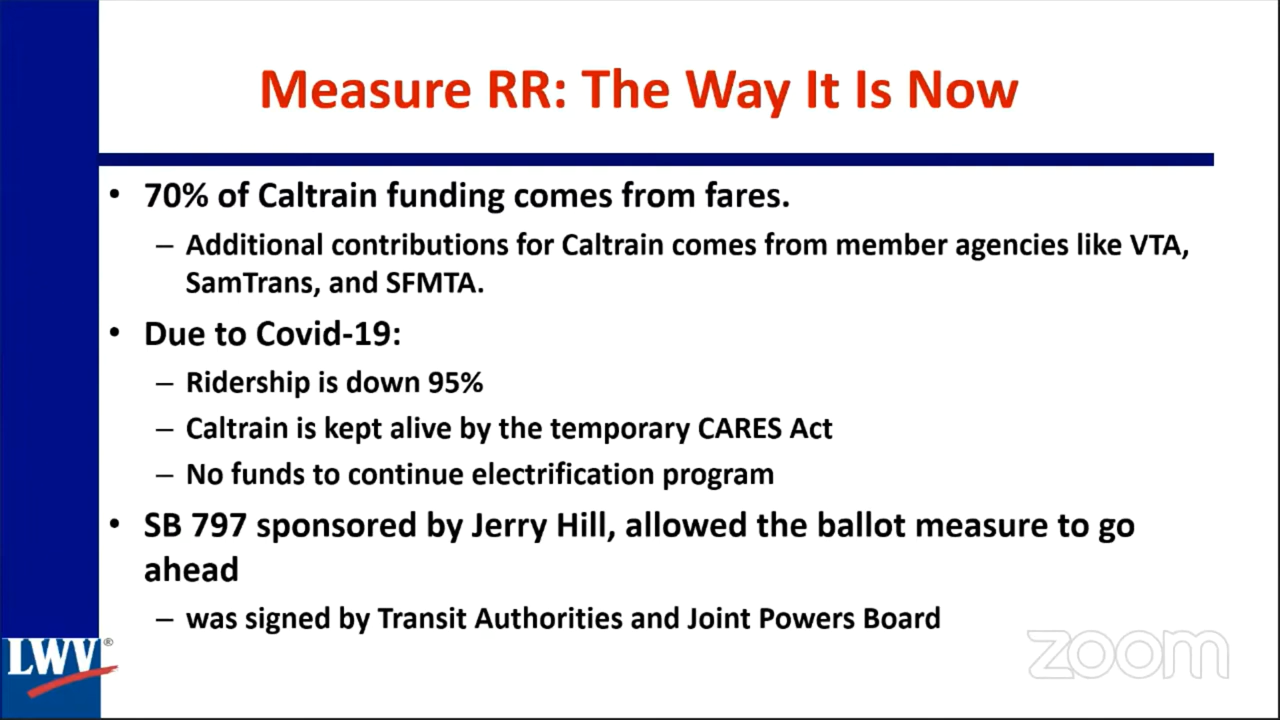 Measure RR: The Way It Is Now
• 70% of Caltrain funding comes from fares.
– Additional contributions for Caltrain comes from member agencies like VTA,
SamTrans, and SFMTA.
• Due to Covid-19:
– Ridership is down 95%
– Caltrain is kept alive by the temporary CARES Act
– No funds to continue electrification program
• SB 797 sponsored by Jerry Hill, allowed the ballot measure to go
ahead
– was signed by Transit Authorities and Joint Powers Board
LWV®
zoom